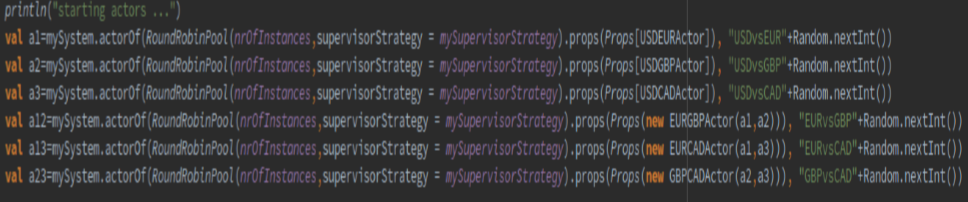 println("starting actors ...")
val a1=mySystem.actorOf(RoundRobinPool(nrOfInstances,supervisorStrategy = mySupervisorStrategy).props(Props[USDEURActor]), "USDvsEUR"+Random.nextInt())
val a2=mySystem.actorOf(RoundRobinPool(nrOfInstances,supervisorStrategy = mySupervisorStrategy).props(Props[USDGBPActor]), "USDvsGBP"+Random.nextInt())
val a3=mySystem.actorOf(RoundRobinPool(nrOfInstances,supervisorStrategy = mySupervisorStrategy).props(Props[USDCADActor]), "USDvsCAD"+Random.nextInt())
val a12=mySystem.actorOf(RoundRobinPool(nrOfInstances,supervisorStrategy = mySupervisorStrategy).props(Props(new EURGBPActor(a1,a2))), "EURvsGBP"+Random.nextInt())
val a13=mySystem.actorOf(RoundRobinPool(nrOfInstances,supervisorStrategy = mySupervisorStrategy).props(Props(new EURCADActor(a1,a3))), "EURvsCAD"+Random.nextInt())
val a23=mySystem.actorOf(RoundRobinPool(nrOfInstances,supervisorStrategy = mySupervisorStrategy).props(Props(new GBPCADActor(a2,a3))), "GBPvsCAD"+Random.nextInt())